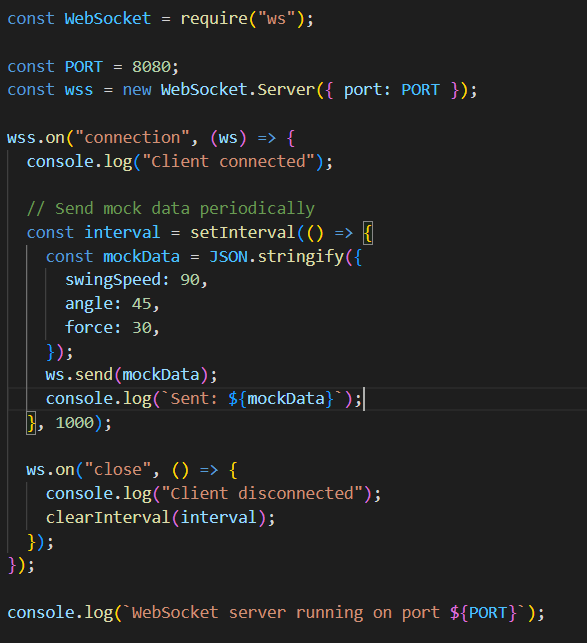 const WebSocket = require("ws");
const PORT = 8080;
const wss = new WebSocket.Server({ port: PORT });
wss.on("connection", (ws) => {
  console.log("Client connected");
  // Send mock data periodically
  const interval = setInterval(() => {
    const mockData = JSON.stringify({
      swingSpeed: 90,
      angle: 45,
      force: 30,
    });
    ws.send(mockData);
    console.log(`Sent: ${mockData}`);
  }, 1000);
  ws.on("close", () => {
    console.log("Client disconnected");
    clearInterval(interval);
  });
});
console.log(`WebSocket server running on port ${PORT}`);